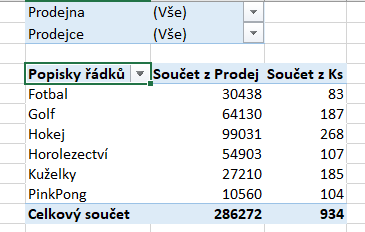 Prodejna (Vše)
Prodejce (Vše)
Popisky řádků Součet z Prodej Součet z Ks
Fotbal 30438 83
Golf 64130 187
Hokej 99031 268
Horolezectví 54903 107
Kuželky 27210 185
PinkPong 10560 104
Celkový součet 286272 934